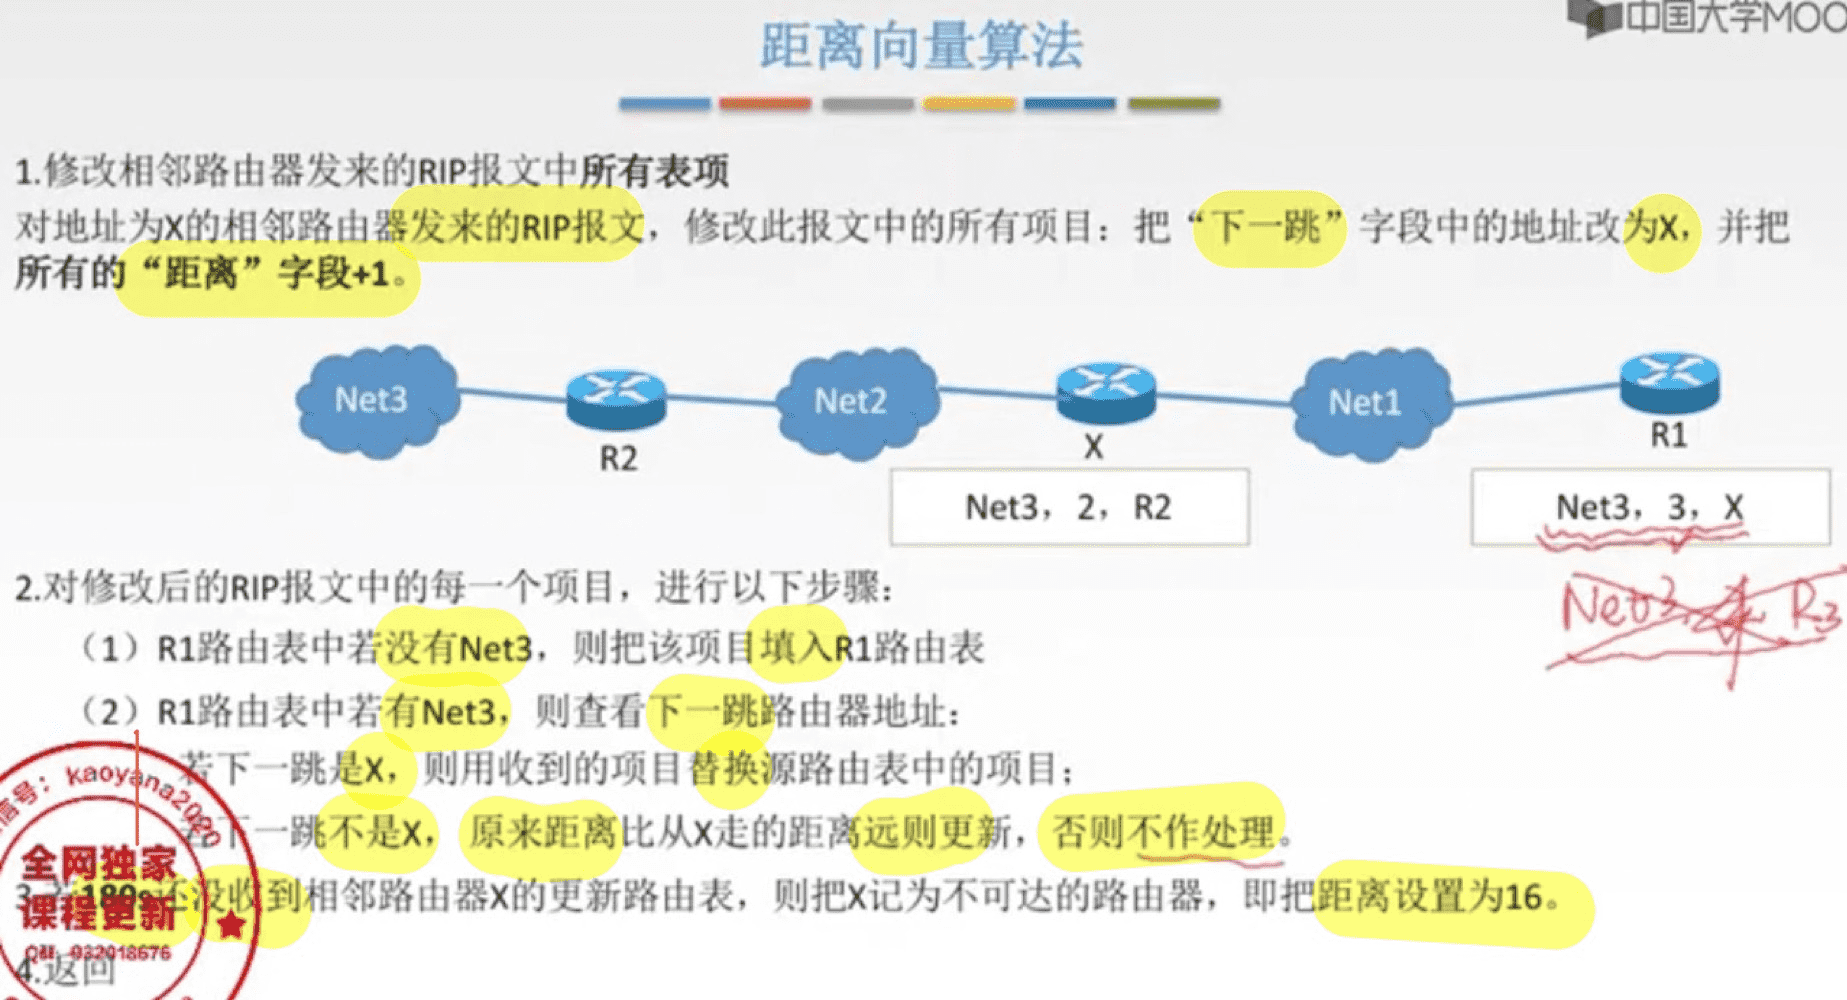 中国大学MOO
距离向量算法
1.修改相邻路由器发来的RIP报文中所有表项
对地址为X的相邻路由器发来的RIP报文，修改此报文中的所有项目：把“下一跳”字段中的地址改为X，并把
所有的“距离”字段+1。
Net3
Net2
Net1
R2
X
R1
Net3，2，R2
Net3，3，X
Net3 R3
2.对修改后的RIP报文中的每一个项目，进行以下步骤：
（1）R1路由表中若没有Net3，则把该项目填入R1路由表
（2）R1路由表中若有Net3，则查看下一跳路由器地址：
若下一跳是X，则用收到的项目替换源路由表中的项目；
若下一跳不是X，原来距离比从X走的距离远则更新，否则不作处理。
3.若180s还没收到相邻路由器X的更新路由表，则把X记为不可达的路由器，即把距离设置为16。
4.返回
信号：kaoyana2020
全网独家
课程更新
932018676